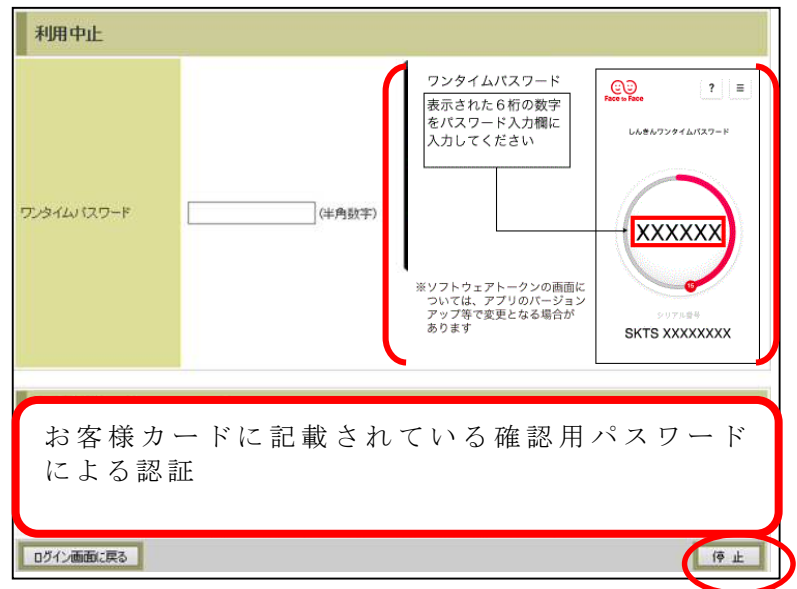 利用中止
ワンタイムパスワード
(半角数字)
ワンタイムパスワード
表示された6桁の数字
をパスワード入力欄に
入力してください
※ソフトウェアトークンの画面に
ついては、アプリのバージョン
アップ等で変更となる場合が
あります
Face to Face
?
しんきんワンタイムパスワード
XXXXXX
15
シリアル番号
SKTS XXXXXXXX
お客様カードに記載されている確認用パスワード
による認証
ログイン画面に戻る
停 止